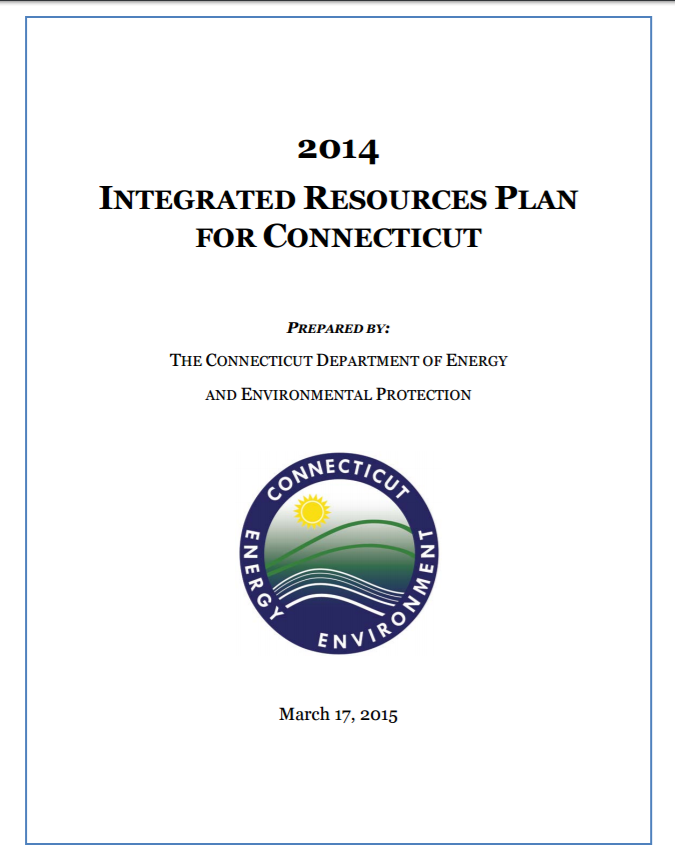 2014
INTEGRATED RESOURCES PLAN
FOR CONNECTICUT
PREPARED BY:
THE CONNECTICUT DEPARTMENT OF ENERGY
AND ENVIRONMENTAL PROTECTION
CONNECTICUT
ENERGY
ENVIRONMENT
March 17, 2015